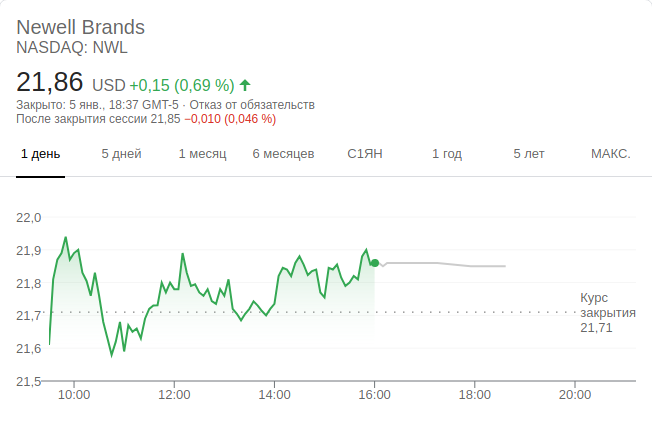 Newell Brands
NASDAQ: NWL
21,86 USD +0,15 (0,69 %)
Закрыто: 5 янв., 18:37 GMT-5 · Отказ от обязательств
После закрытия сессии 21,85 −0,010 (0,046 %)
1 день 5 дней 1 месяц 6 месяцев С1ЯН 1 год 5 лет МАКС.
22,0
21,9
21,8
21,7
21,6
21,5
Курс
закрытия
21,71
10:00 12:00 14:00 16:00 18:00 20:00